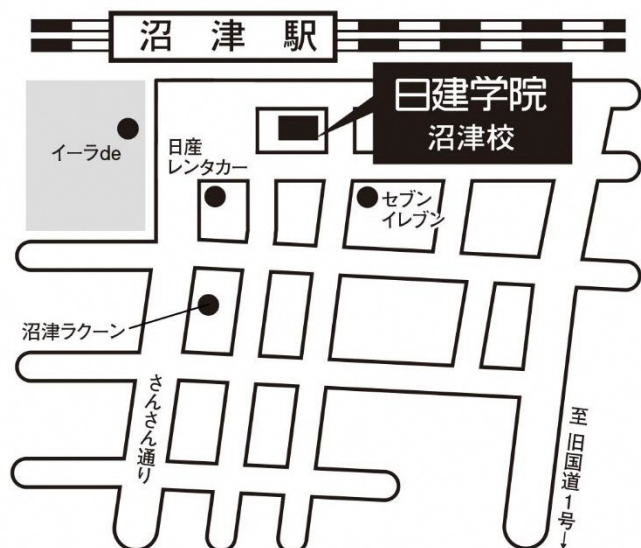 沼津駅
日建学院
沼津校
イーラde
日産
レンタカー
セブン
イレブン
沼津ラクーン
さんさん通り
至 旧国道1号→